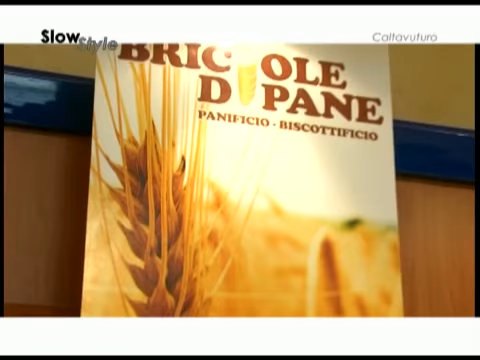 Slow
Style
Caltavuturo
BRICIOLE
DI PANE
PANIFICIO · BISCOTTIFICIO